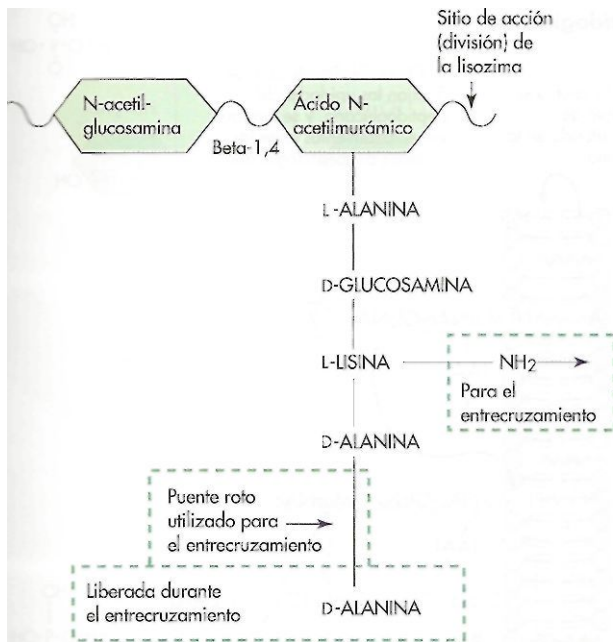 Sitio de acción
(división) de
la lisozima
N-acetil-
glucosamina
Ácido N-
acetilmurámico
Beta-1,4
L-ALANINA
D-GLUCOSAMINA
L-LISINA
NH2
Para el
entrecruzamiento
D-ALANINA
Puente roto
utilizado para
el entrecruzamiento
Liberada durante
el entrecruzamiento
D-ALANINA